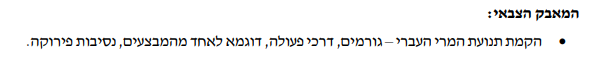 המאבק הצבאי:
• הקמת תנועת המרי העברי – גורמים, דרכי פעולה, דוגמא לאחד מהמבצעים, נסיבות פירוקה.